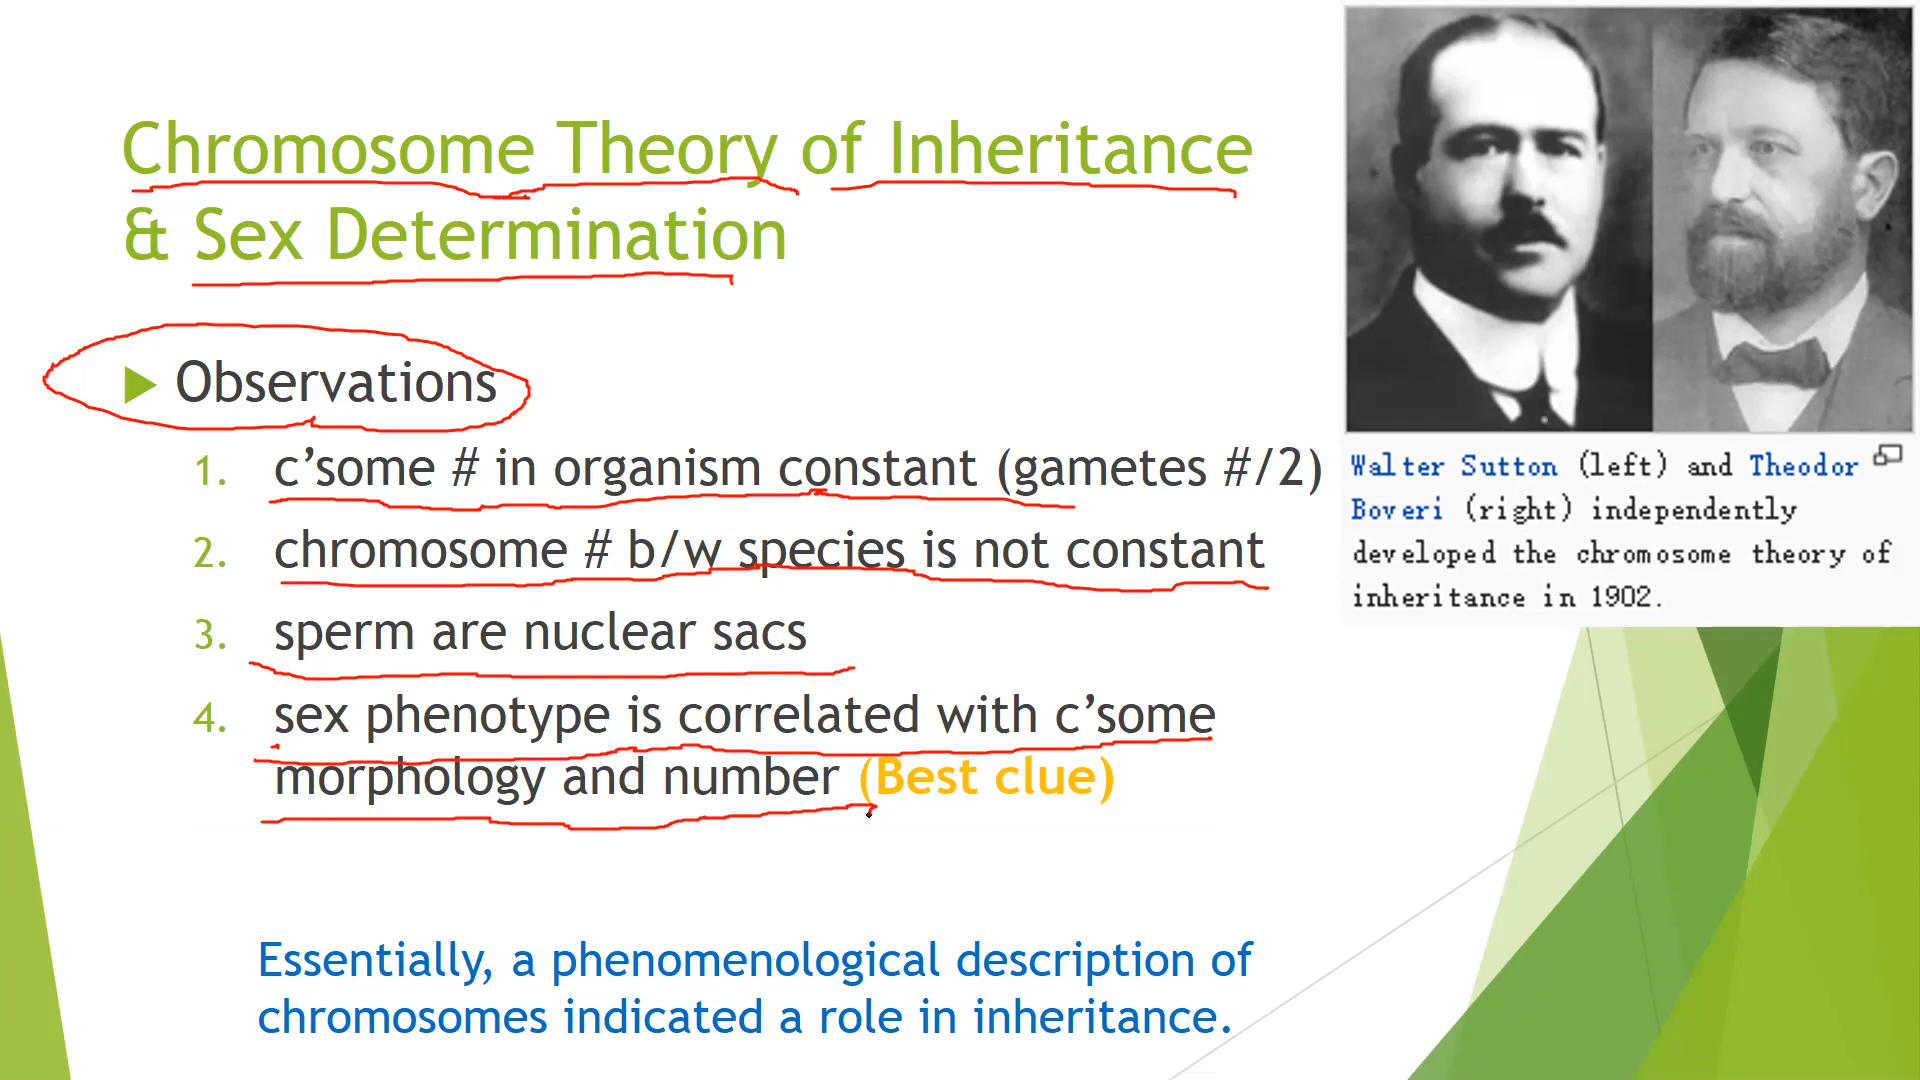 Chromosome Theory of Inheritance
& Sex Determination
Observations
1. c’some # in organism constant (gametes #/2)
2. chromosome # b/w species is not constant
3. sperm are nuclear sacs
4. sex phenotype is correlated with c’some
morphology and number (Best clue)
Essentially, a phenomenological description of
chromosomes indicated a role in inheritance.
Walter Sutton (left) and Theodor
Boveri (right) independently
developed the chromosome theory of
inheritance in 1902.